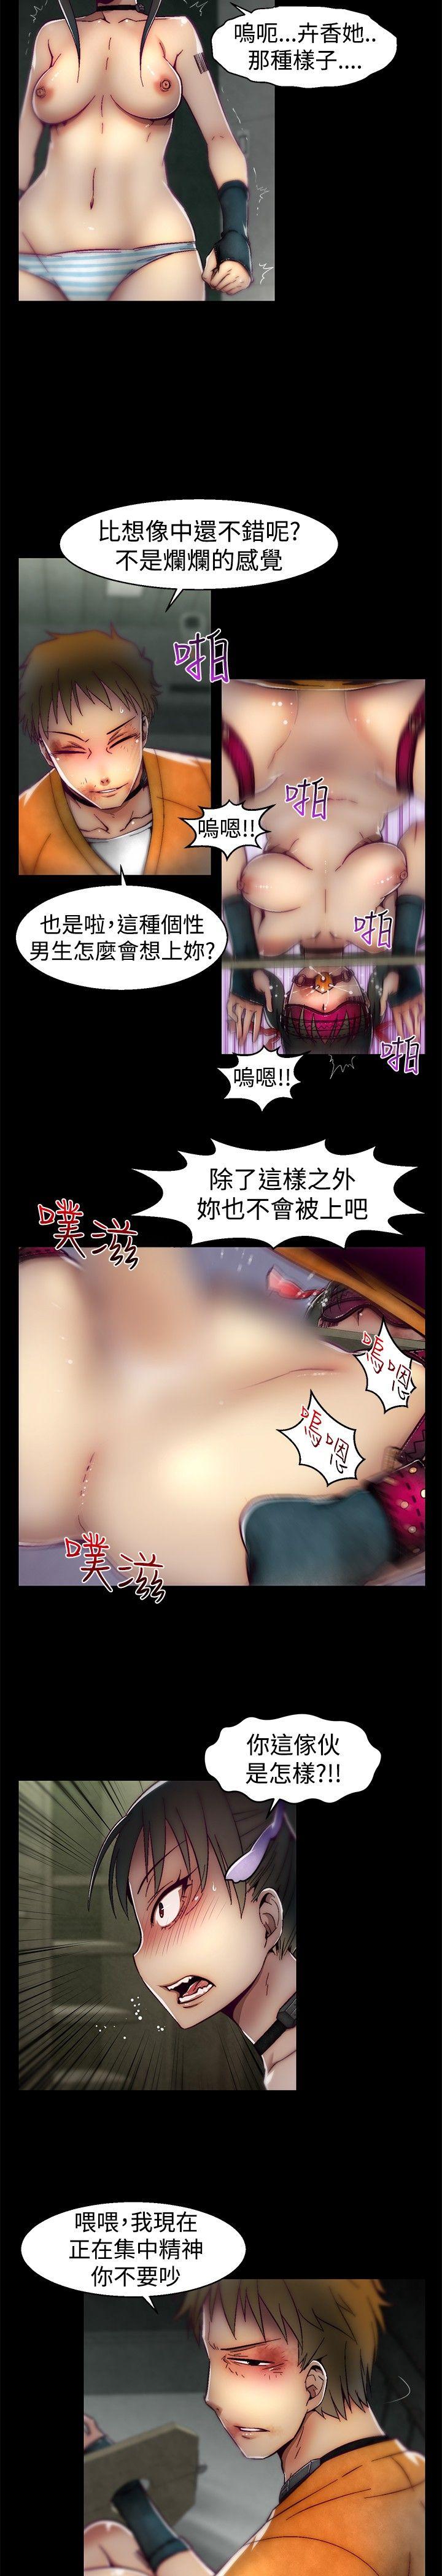 嗚呃...卉香她..
那種樣子....
比想像中還不錯呢?
不是爛爛的感覺
啪
啪
嗚嗯!!
也是啦，這種個性
男生怎麼會想上妳?
啪
啪
嗚嗯!!
除了這樣之外
妳也不會被上吧
噗滋
嗚嗯
嗚嗯
噗滋
你這傢伙
是怎樣?!!
喂喂，我現在
正在集中精神
你不要吵